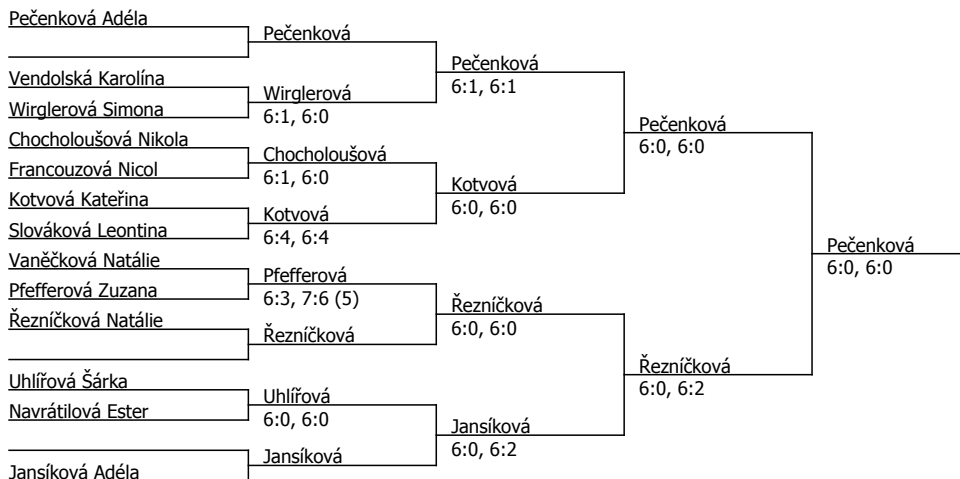 Pečenková Adéla
Pečenková
Pečenková
6:1, 6:1
Vendolská Karolína
Wirglerová
6:1, 6:0
Wirglerová Simona
Pečenková
6:0, 6:0
Chocholoušová Nikola
Chocholoušová
6:1, 6:0
Francouzová Nicol
Kotvová
6:0, 6:0
Kotvová Kateřina
Kotvová
6:4, 6:4
Slováková Leontina
Pečenková
6:0, 6:0
Vaněčková Natálie
Pfefferová
6:3, 7:6 (5)
Pfefferová Zuzana
Řezníčková
6:0, 6:0
Řezníčková Natálie
Řezníčková
Řezníčková
6:0, 6:2
Uhlířová Šárka
Uhlířová
6:0, 6:0
Navrátilová Ester
Jansíková
6:0, 6:2
Jansíková
Jansíková Adéla